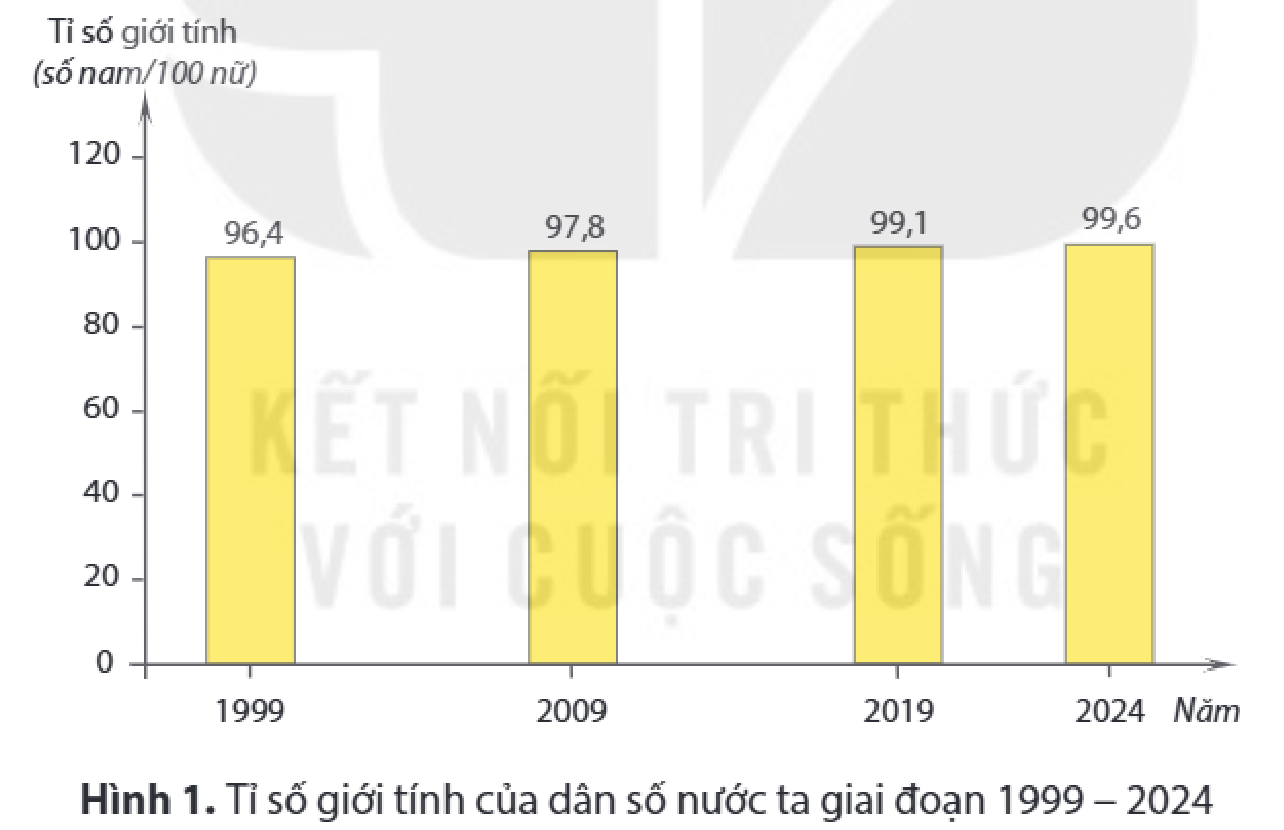 Tỉ số giới tính
(số nam/100 nữ)
120
100
80
60
40
20
0
96,4
97,8
99,1
99,6
1999
2009
2019
2024
Năm
KẾT NỐI TRI THỨC
VỚI CUỘC SỐNG
Hình 1. Tỉ số giới tính của dân số nước ta giai đoạn 1999 – 2024